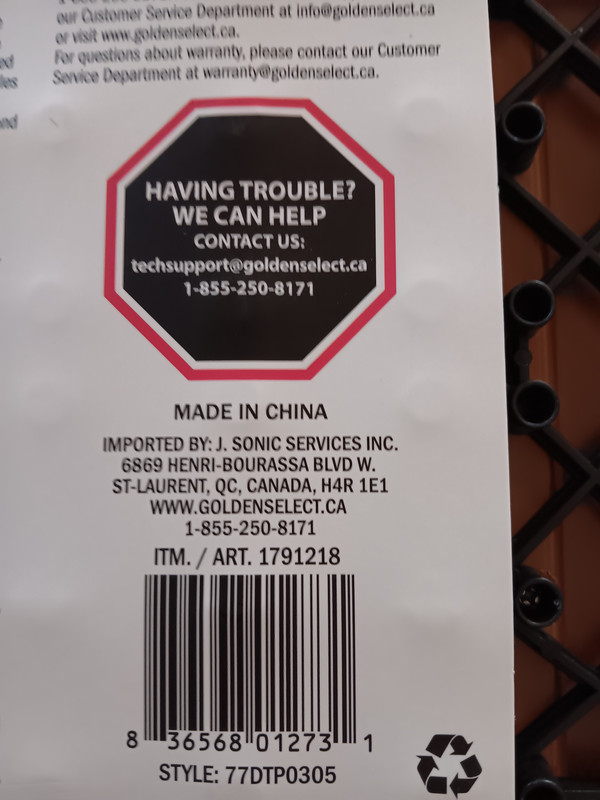 our Customer Service Department at info@goldenselect.ca
or visit www.goldenselect.ca.
For questions about warranty, please contact our Customer
Service Department at warranty@goldenselect.ca.
HAVING TROUBLE?
WE CAN HELP
CONTACT US:
techsupport@goldenselect.ca
1-855-250-8171
MADE IN CHINA
IMPORTED BY: J. SONIC SERVICES INC.
6869 HENRI-BOURASSA BLVD W.
ST-LAURENT, QC, CANADA, H4R 1E1
WWW.GOLDENSELECT.CA
1-855-250-8171
ITM. / ART. 1791218
8 36568 01273 1
STYLE: 77DTP0305